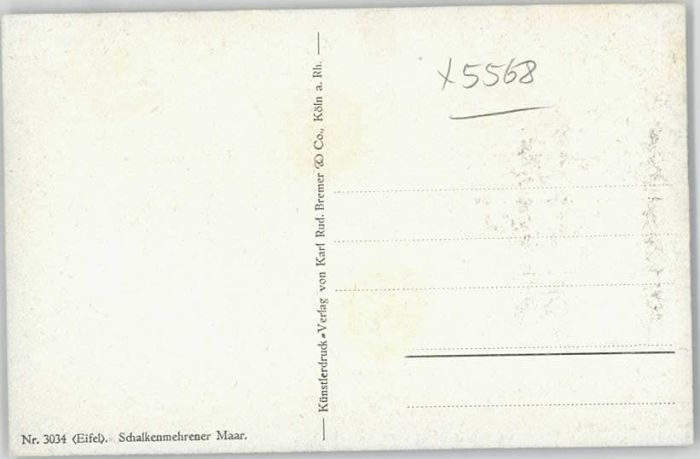 x5568
— Künstlerdruck-Verlag von Karl Rud. Bremer & Co., Köln a. Rh. —
Nr. 3034 (Eifel). Schalkenmehrener Maar.